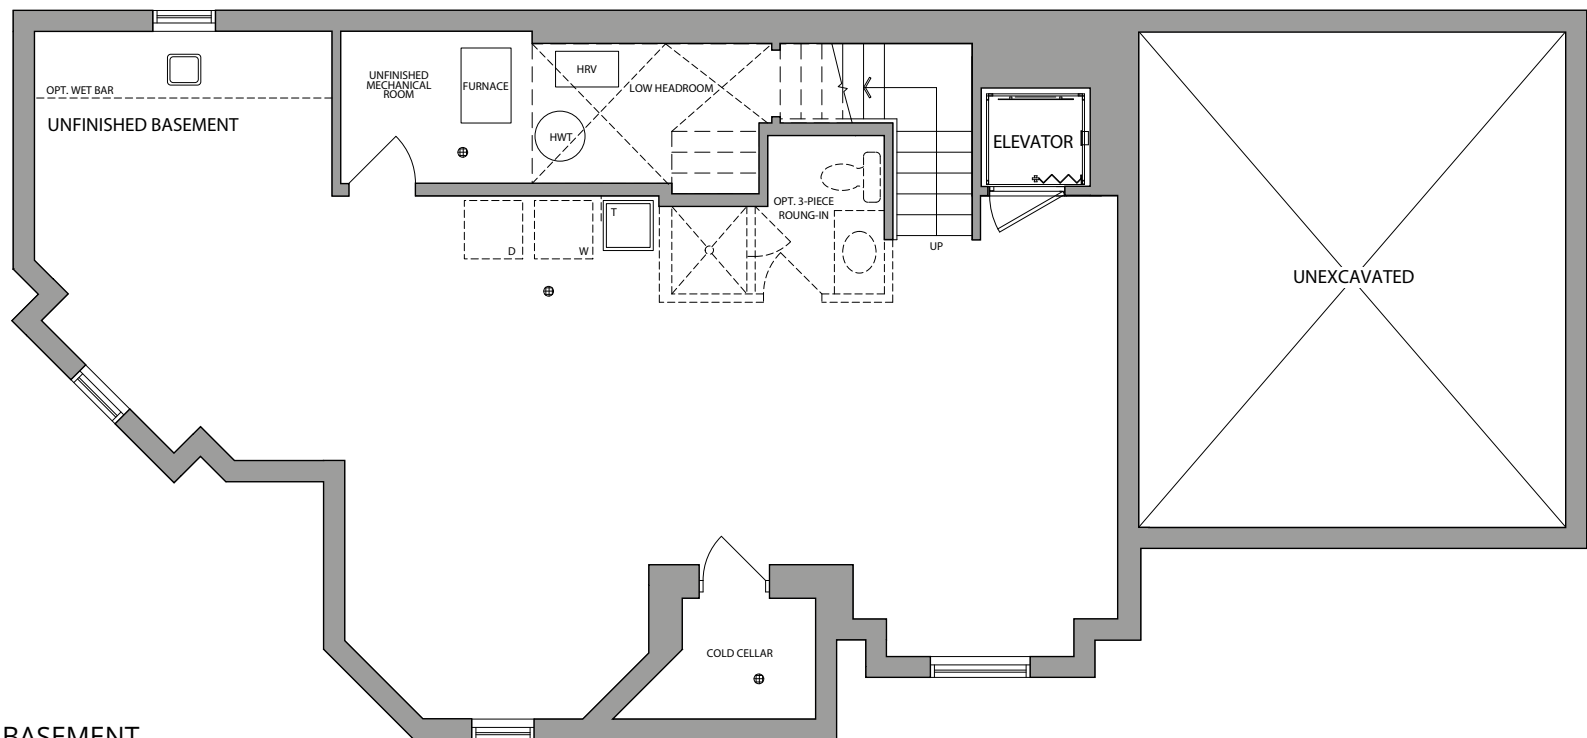 OPT. WET BAR
UNFINISHED BASEMENT
UNFINISHED
MECHANICAL
ROOM
FURNACE
HRV
HWT
LOW HEADROOM
OPT. 3-PIECE
ROUNG-IN
UP
ELEVATOR
UNEXCAVATED
D
W
T
COLD CELLAR
BASEMENT